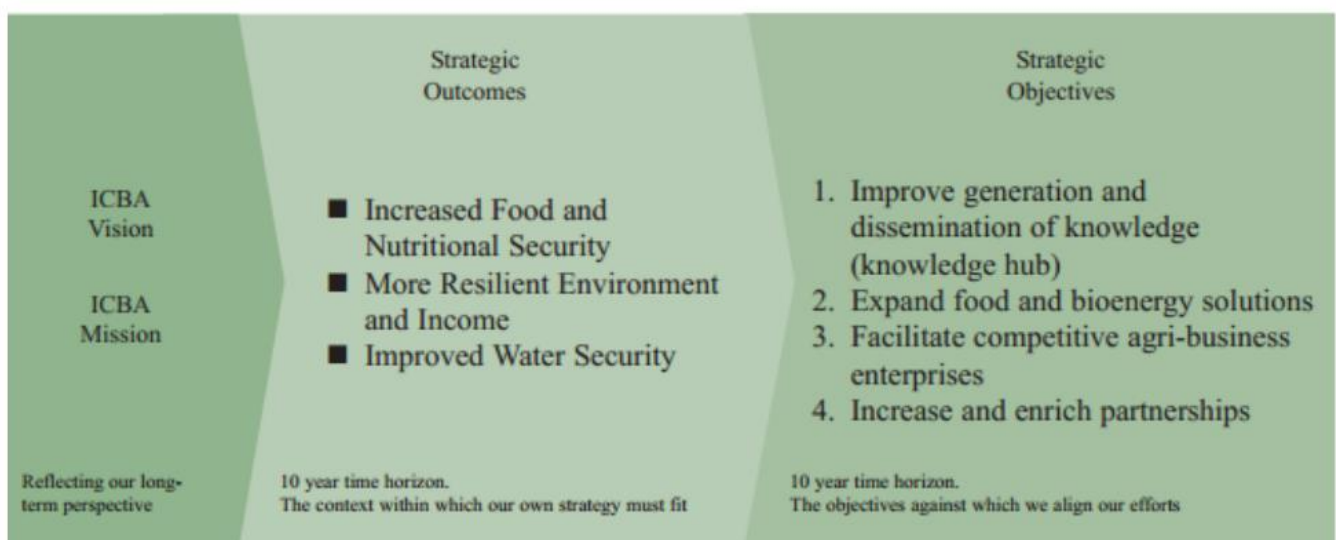 ICBA
Vision
ICBA
Mission
Reflecting our long-
term perspective
Strategic
Outcomes
■ Increased Food and
Nutritional Security
■ More Resilient Environment
and Income
■ Improved Water Security
10 year time horizon.
The context within which our own strategy must fit
Strategic
Objectives
1. Improve generation and
dissemination of knowledge
(knowledge hub)
2. Expand food and bioenergy solutions
3. Facilitate competitive agri-business
enterprises
4. Increase and enrich partnerships
10 year time horizon.
The objectives against which we align our efforts